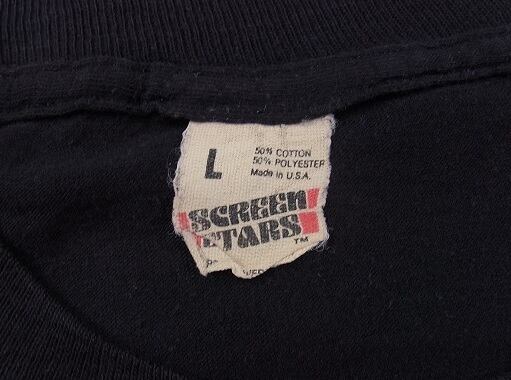 L
50% COTTON
50% POLYESTER
Made in U.S.A.
SCREEN
STARS
TM